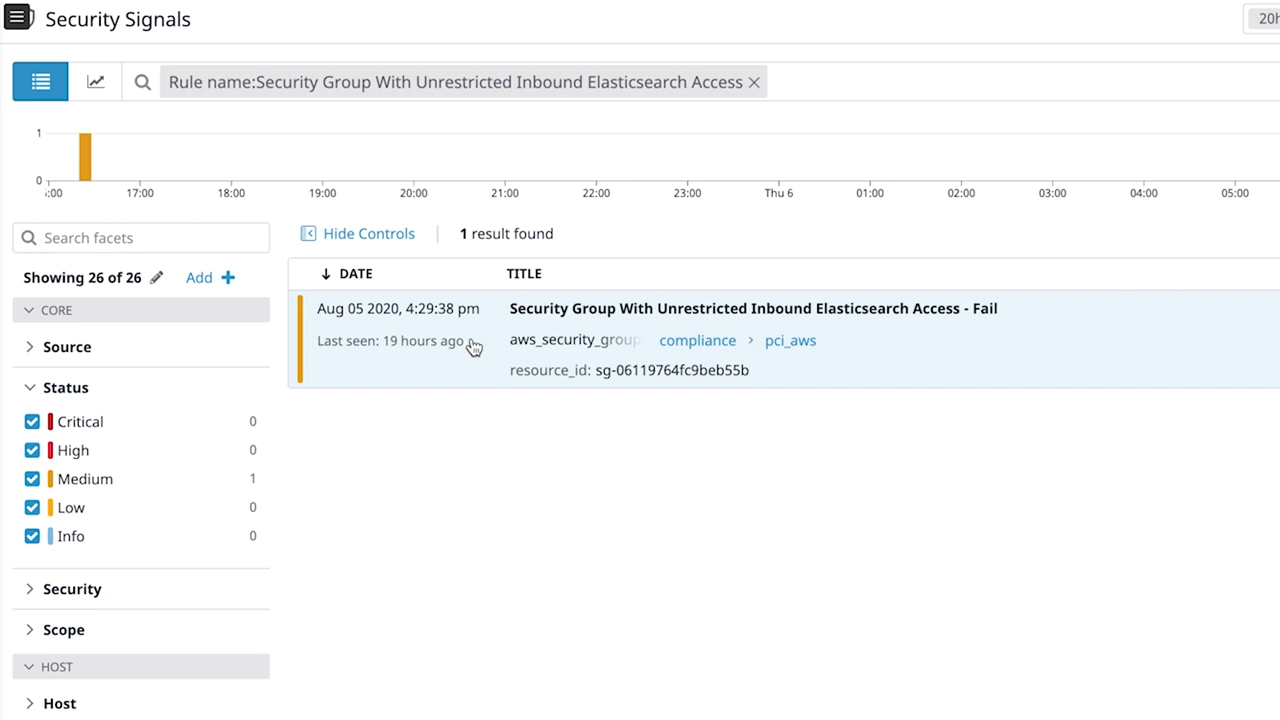 Security Signals
20h
Rule name:Security Group With Unrestricted Inbound Elasticsearch Access
1
0
:00 17:00 18:00 19:00 20:00 21:00 22:00 23:00 Thu 6 01:00 02:00 03:00 04:00 05:00
Search facets
Hide Controls
1 result found
Showing 26 of 26
Add
DATE
TITLE
CORE
Aug 05 2020, 4:29:38 pm
Security Group With Unrestricted Inbound Elasticsearch Access - Fail
Last seen: 19 hours ago
aws_security_group
compliance > pci_aws
resource_id: sg-06119764fc9beb55b
Source
Status
Critical 0
High 0
Medium 1
Low 0
Info 0
Security
Scope
HOST
Host